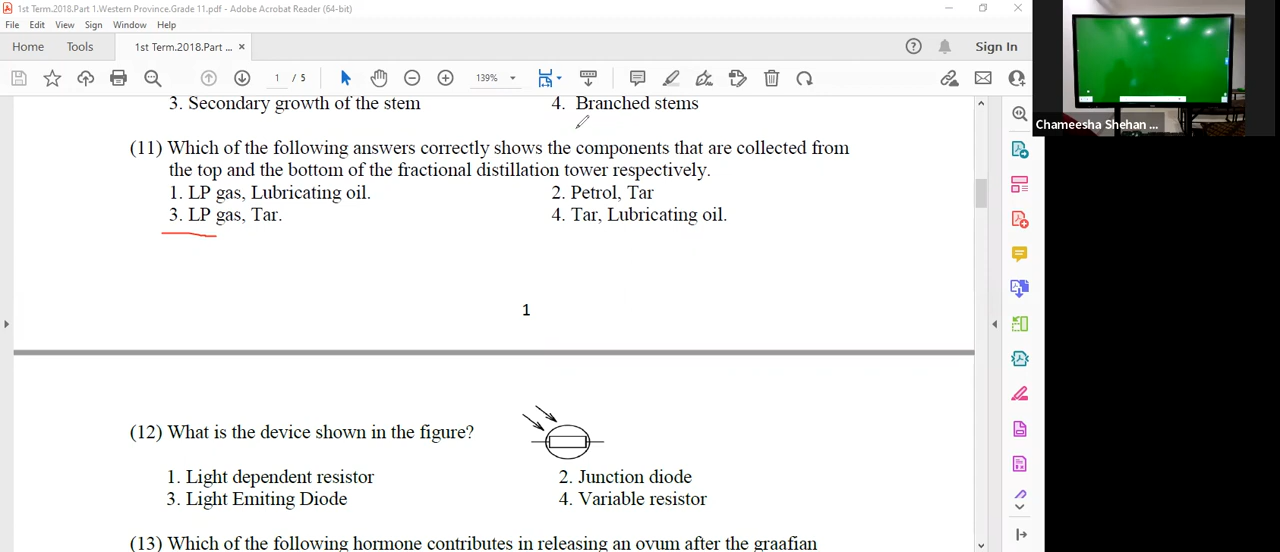 1st Term.2018.Part 1.Western Province.Grade 11.pdf - Adobe Acrobat Reader (64-bit)
File Edit View Sign Window Help
Home Tools 1st Term.2018.Part ... × Sign In
1 / 5 139%
3. Secondary growth of the stem 4. Branched stems
(11) Which of the following answers correctly shows the components that are collected from
the top and the bottom of the fractional distillation tower respectively.
1. LP gas, Lubricating oil. 2. Petrol, Tar
3. LP gas, Tar. 4. Tar, Lubricating oil.
1
(12) What is the device shown in the figure?
1. Light dependent resistor 2. Junction diode
3. Light Emiting Diode 4. Variable resistor
(13) Which of the following hormone contributes in releasing an ovum after the graafian
Chameesha Shehan ...